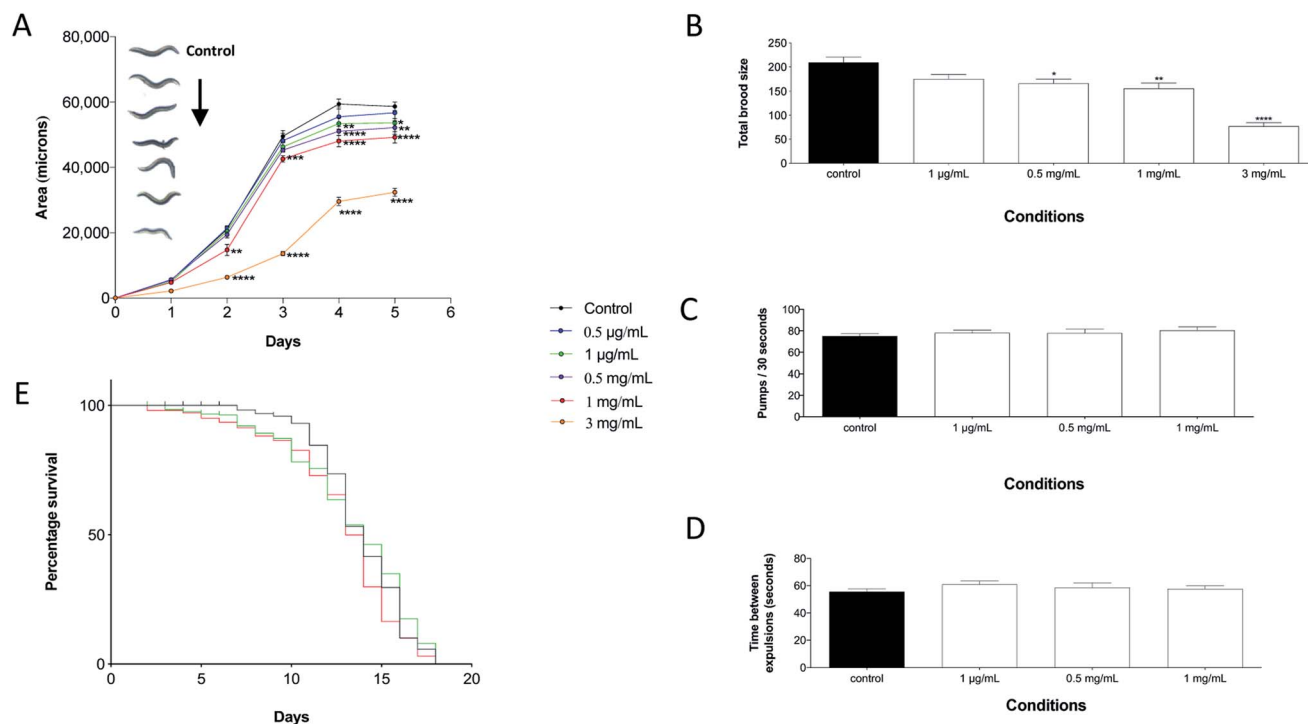 A
80,000
60,000
40,000
20,000
0
Area (microns)
Control
**
****
***
****
**
****
****
*
**
****
****
****
0
1
2
3
4
5
6
Days
Control
0.5 µg/mL
1 µg/mL
0.5 mg/mL
1 mg/mL
3 mg/mL
B
250
200
150
100
50
0
Total brood size
*
**
****
control
1 µg/mL
0.5 mg/mL
1 mg/mL
3 mg/mL
Conditions
C
100
80
60
40
20
0
Pumps / 30 seconds
control
1 µg/mL
0.5 mg/mL
1 mg/mL
Conditions
D
80
60
40
20
0
Time between
expulsions (seconds)
control
1 µg/mL
0.5 mg/mL
1 mg/mL
Conditions
E
100
50
0
Percentage survival
0
5
10
15
20
Days